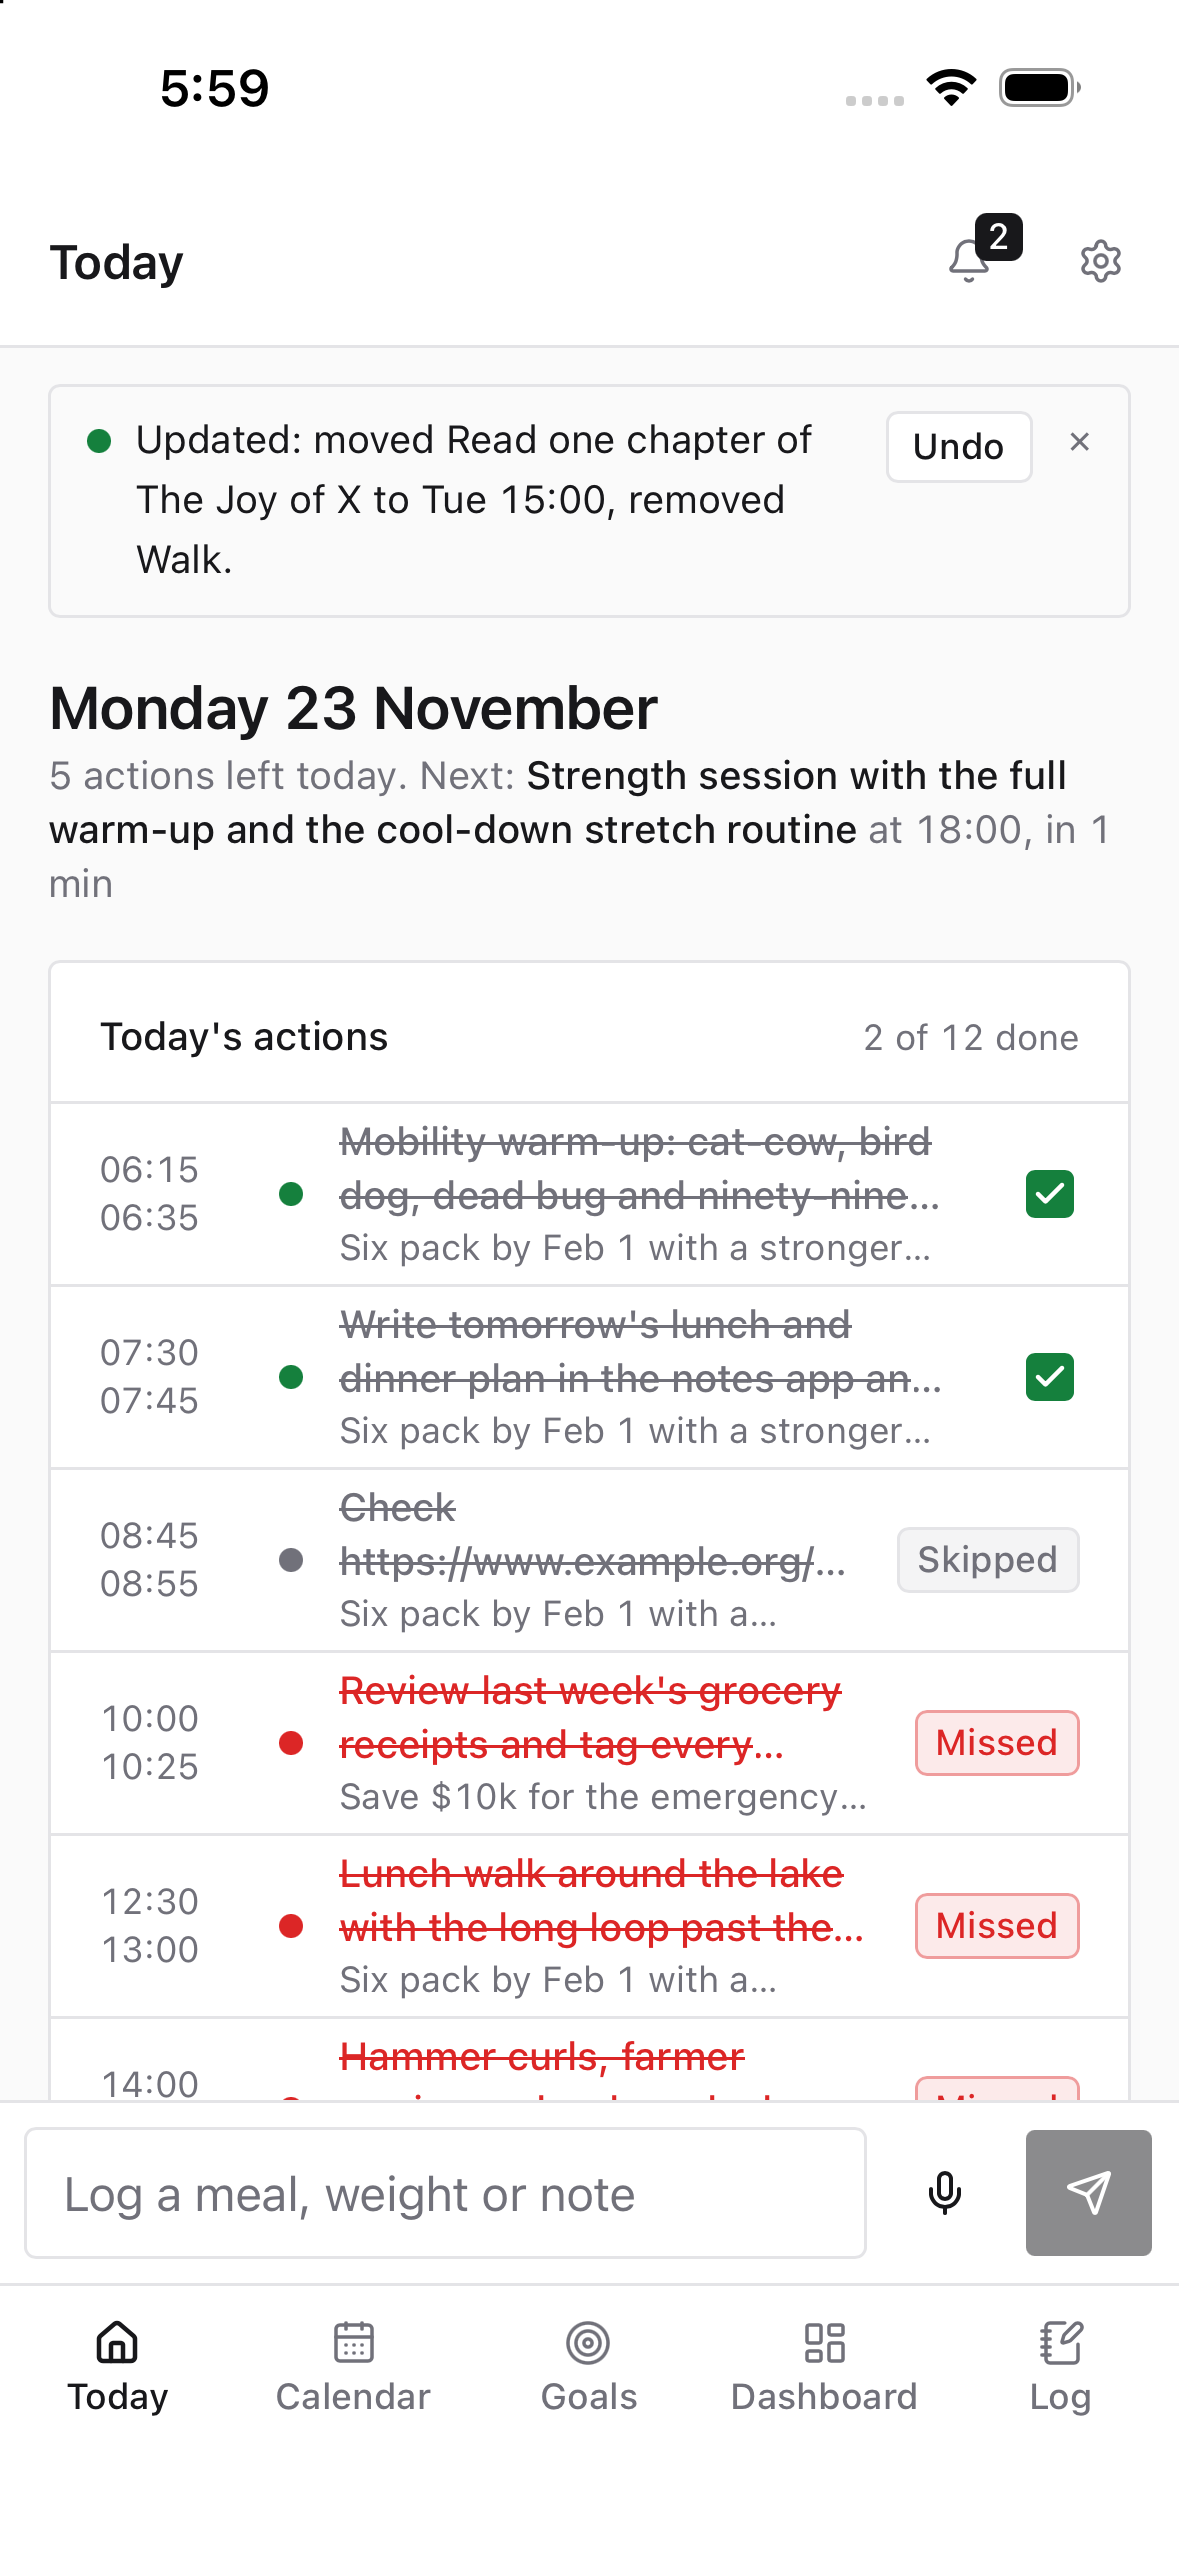 5:59
Today
2
Updated: moved Read one chapter of
The Joy of X to Tue 15:00, removed
Walk.
Undo
×
Monday 23 November
5 actions left today. Next: Strength session with the full
warm-up and the cool-down stretch routine at 18:00, in 1
min
Today's actions
2 of 12 done
06:15
06:35
Mobility warm-up: cat-cow, bird
dog, dead bug and ninety-nine...
Six pack by Feb 1 with a stronger...
07:30
07:45
Write tomorrow's lunch and
dinner plan in the notes app an...
Six pack by Feb 1 with a stronger...
08:45
08:55
Check
https://www.example.org/...
Six pack by Feb 1 with a...
Skipped
10:00
10:25
Review last week's grocery
receipts and tag every...
Save $10k for the emergency...
Missed
12:30
13:00
Lunch walk around the lake
with the long loop past the...
Six pack by Feb 1 with a...
Missed
14:00
Hammer curls, farmer
Missed
Log a meal, weight or note
Today
Calendar
Goals
Dashboard
Log